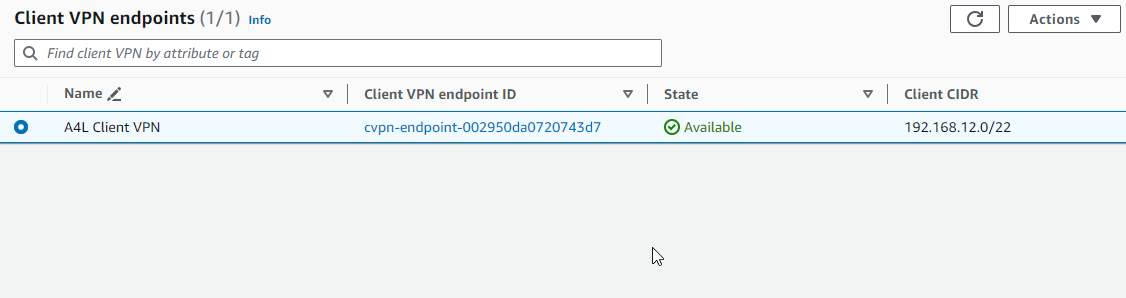 Client VPN endpoints (1/1) Info
Actions
Find client VPN by attribute or tag
Name Client VPN endpoint ID State Client CIDR
A4L Client VPN cvpn-endpoint-002950da0720743d7 Available 192.168.12.0/22